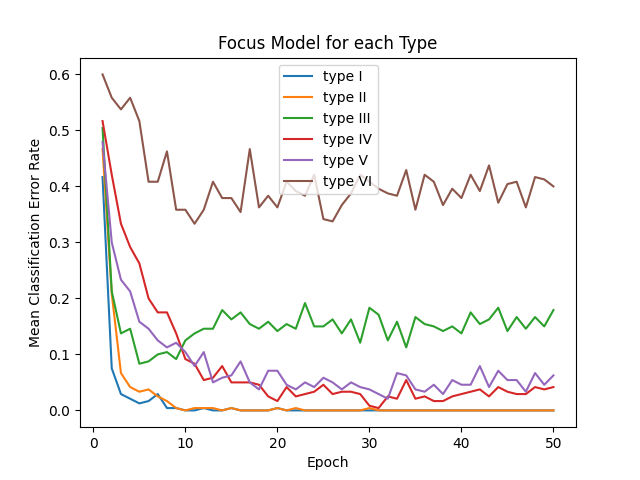 Focus Model for each Type
Mean Classification Error Rate
0.6
0.5
0.4
0.3
0.2
0.1
0.0
type I
type II
type III
type IV
type V
type VI
0 10 20 30 40 50
Epoch